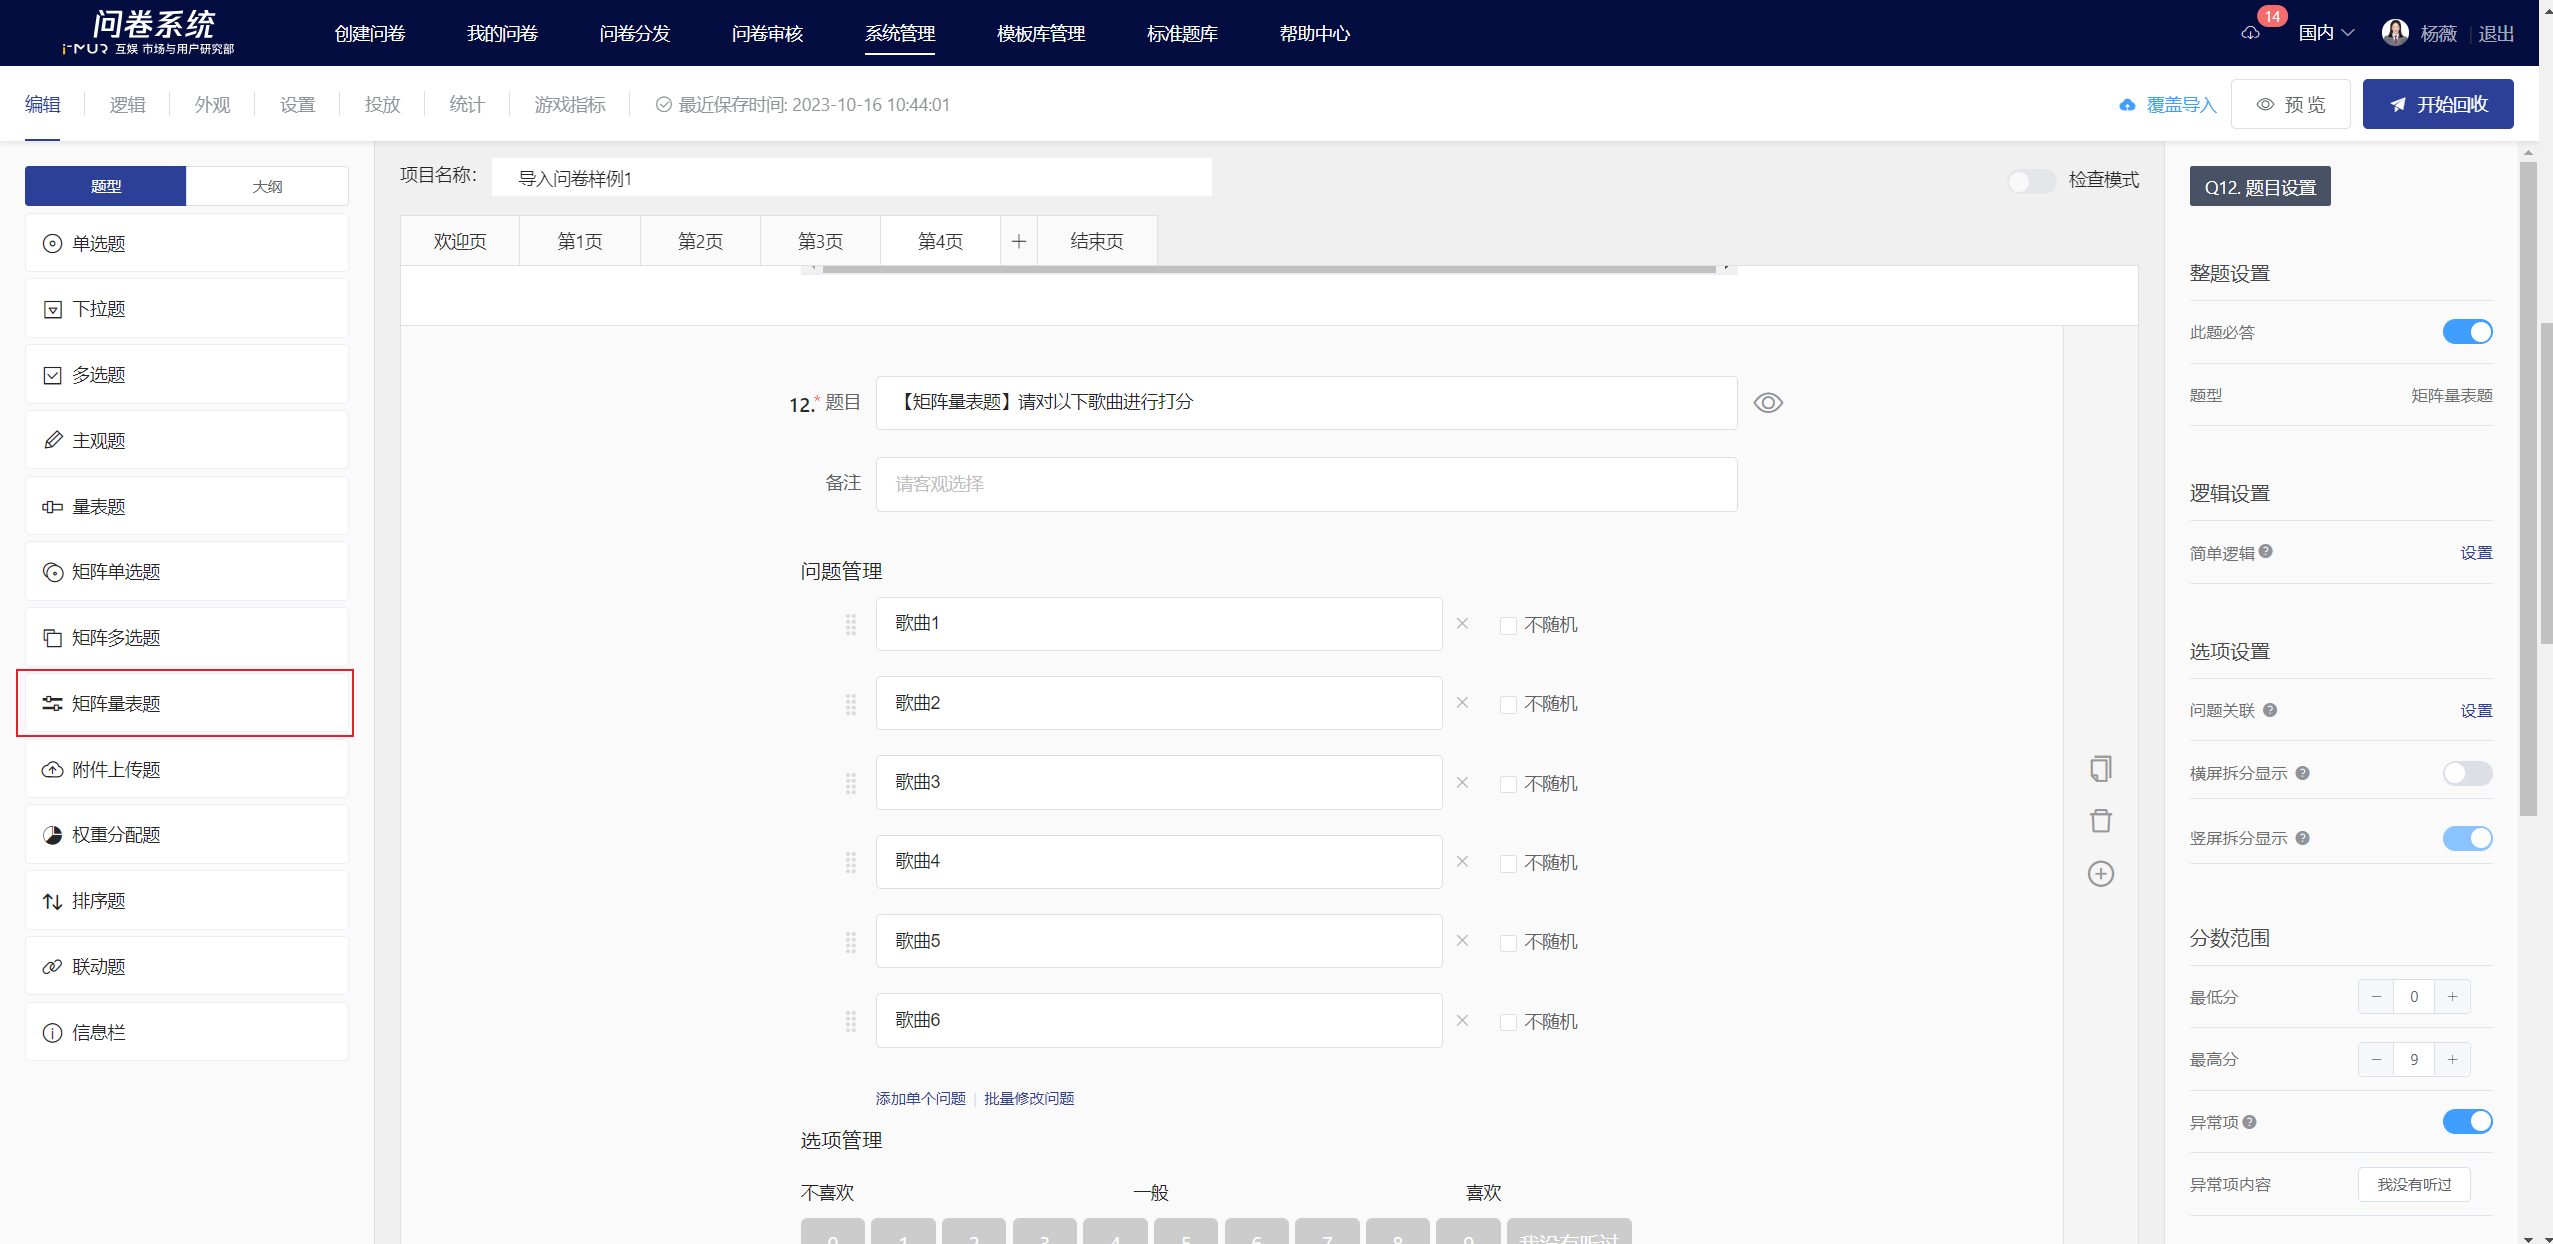 问卷系统
i-MUR 互娱 市场与用户研究部
创建问卷
我的问卷
问卷分发
问卷审核
系统管理
模板库管理
标准题库
帮助中心
14
国内
杨薇
退出
编辑
逻辑
外观
设置
投放
统计
游戏指标
最近保存时间: 2023-10-16 10:44:01
覆盖导入
预 览
开始回收
题型
大纲
单选题
下拉题
多选题
主观题
量表题
矩阵单选题
矩阵多选题
矩阵量表题
附件上传题
权重分配题
排序题
联动题
信息栏
项目名称:
导入问卷样例1
检查模式
欢迎页
第1页
第2页
第3页
第4页
+
结束页
12.* 题目
【矩阵量表题】请对以下歌曲进行打分
备注
请客观选择
问题管理
歌曲1
不随机
歌曲2
不随机
歌曲3
不随机
歌曲4
不随机
歌曲5
不随机
歌曲6
不随机
添加单个问题 | 批量修改问题
选项管理
不喜欢
一般
喜欢
0 1 2 3 4 5 6 7 8 9 我没有听过
Q12. 题目设置
整题设置
此题必答
题型
矩阵量表题
逻辑设置
简单逻辑
设置
选项设置
问题关联
设置
横屏拆分显示
竖屏拆分显示
分数范围
最低分
− 0 +
最高分
− 9 +
异常项
异常项内容
我没有听过